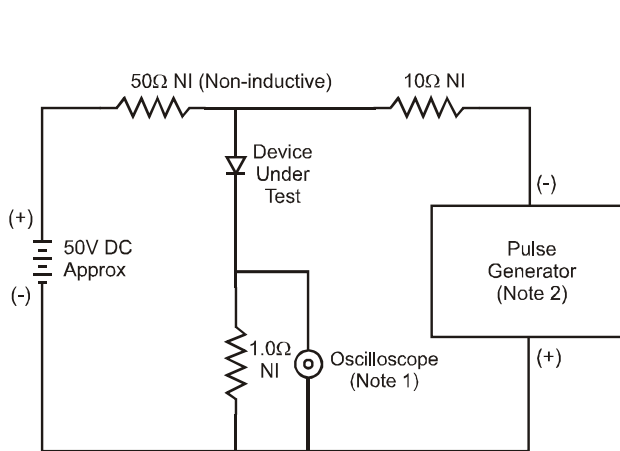 50Ω NI (Non-inductive)
10Ω NI
Device
Under
Test
(-)
(+)
50V DC
Approx
(-)
Pulse
Generator
(Note 2)
1.0Ω
NI
Oscilloscope
(Note 1)
(+)